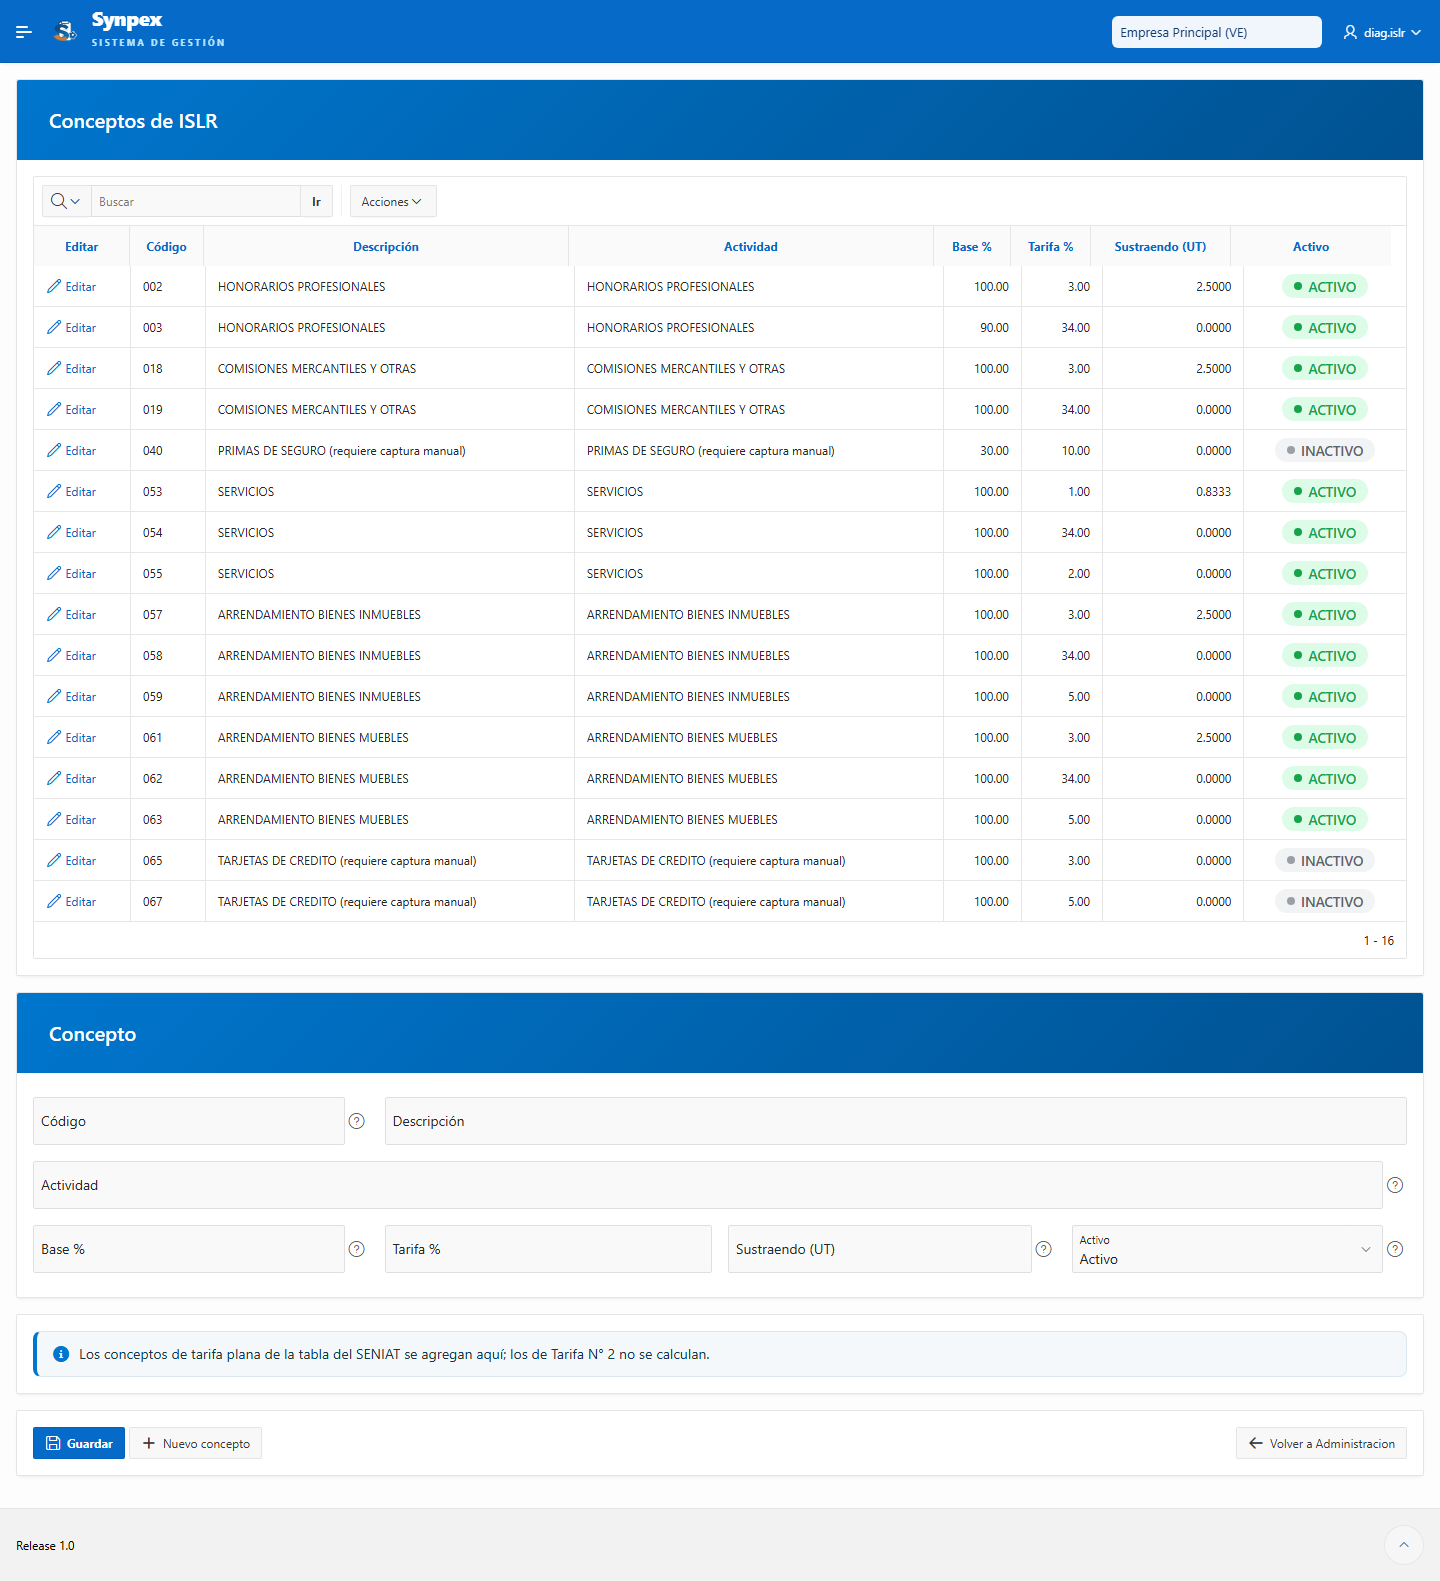 Synpex
SISTEMA DE GESTIÓN
Empresa Principal (VE)
diag.islr
Conceptos de ISLR
Buscar
Ir
Acciones
Editar Código Descripción Actividad Base % Tarifa % Sustraendo (UT) Activo
Editar 002 HONORARIOS PROFESIONALES HONORARIOS PROFESIONALES 100.00 3.00 2.5000 ACTIVO
Editar 003 HONORARIOS PROFESIONALES HONORARIOS PROFESIONALES 90.00 34.00 0.0000 ACTIVO
Editar 018 COMISIONES MERCANTILES Y OTRAS COMISIONES MERCANTILES Y OTRAS 100.00 3.00 2.5000 ACTIVO
Editar 019 COMISIONES MERCANTILES Y OTRAS COMISIONES MERCANTILES Y OTRAS 100.00 34.00 0.0000 ACTIVO
Editar 040 PRIMAS DE SEGURO (requiere captura manual) PRIMAS DE SEGURO (requiere captura manual) 30.00 10.00 0.0000 INACTIVO
Editar 053 SERVICIOS SERVICIOS 100.00 1.00 0.8333 ACTIVO
Editar 054 SERVICIOS SERVICIOS 100.00 34.00 0.0000 ACTIVO
Editar 055 SERVICIOS SERVICIOS 100.00 2.00 0.0000 ACTIVO
Editar 057 ARRENDAMIENTO BIENES INMUEBLES ARRENDAMIENTO BIENES INMUEBLES 100.00 3.00 2.5000 ACTIVO
Editar 058 ARRENDAMIENTO BIENES INMUEBLES ARRENDAMIENTO BIENES INMUEBLES 100.00 34.00 0.0000 ACTIVO
Editar 059 ARRENDAMIENTO BIENES INMUEBLES ARRENDAMIENTO BIENES INMUEBLES 100.00 5.00 0.0000 ACTIVO
Editar 061 ARRENDAMIENTO BIENES MUEBLES ARRENDAMIENTO BIENES MUEBLES 100.00 3.00 2.5000 ACTIVO
Editar 062 ARRENDAMIENTO BIENES MUEBLES ARRENDAMIENTO BIENES MUEBLES 100.00 34.00 0.0000 ACTIVO
Editar 063 ARRENDAMIENTO BIENES MUEBLES ARRENDAMIENTO BIENES MUEBLES 100.00 5.00 0.0000 ACTIVO
Editar 065 TARJETAS DE CREDITO (requiere captura manual) TARJETAS DE CREDITO (requiere captura manual) 100.00 3.00 0.0000 INACTIVO
Editar 067 TARJETAS DE CREDITO (requiere captura manual) TARJETAS DE CREDITO (requiere captura manual) 100.00 5.00 0.0000 INACTIVO
1 - 16
Concepto
Código
Descripción
Actividad
Base %
Tarifa %
Sustraendo (UT)
Activo
Activo
Los conceptos de tarifa plana de la tabla del SENIAT se agregan aquí; los de Tarifa N° 2 no se calculan.
Guardar
Nuevo concepto
Volver a Administracion
Release 1.0